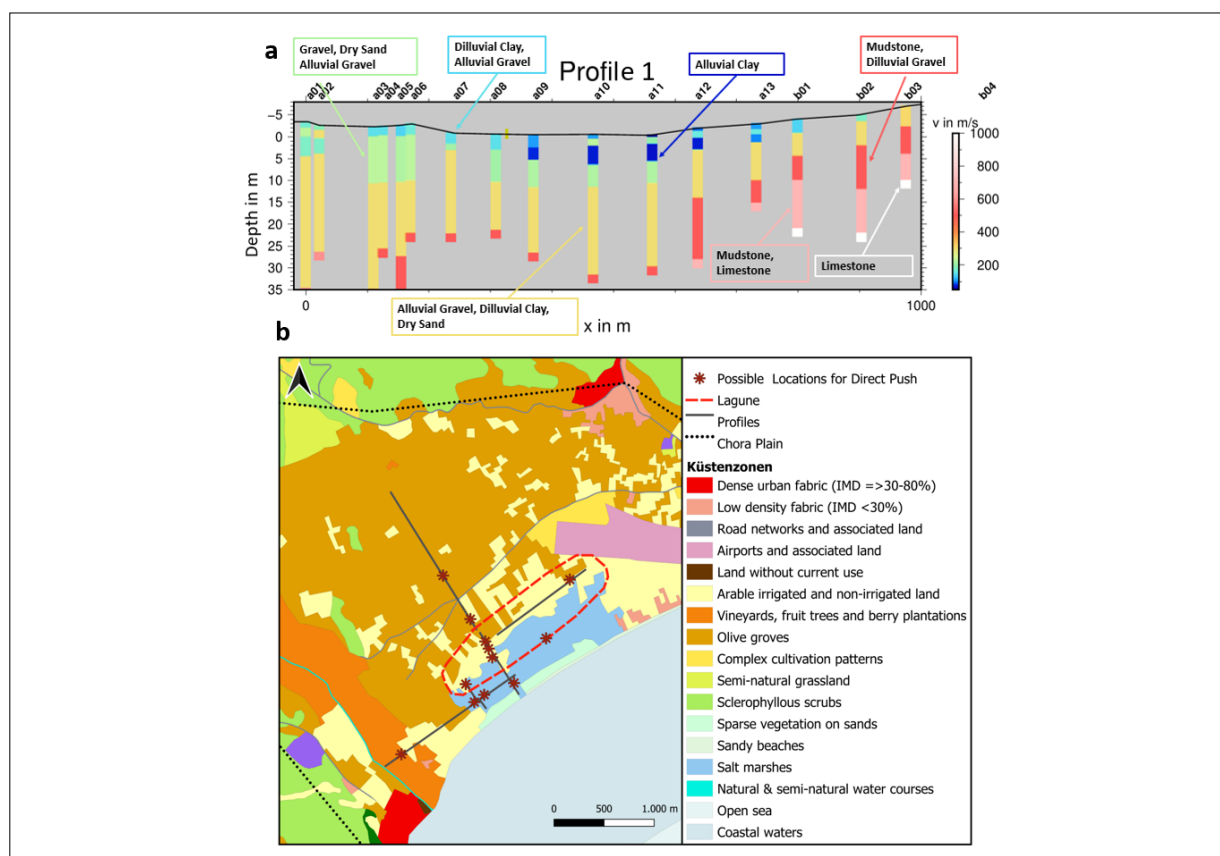 a
Gravel, Dry Sand
Alluvial Gravel
Dilluvial Clay,
Alluvial Gravel
Profile 1
Alluvial Clay
Mudstone,
Dilluvial Gravel
a01 a02 a03 a04 a05 a06 a07 a08 a09 a10 a11 a12 a13 b01 b02 b03 b04
v in m/s
Depth in m
−5
0
5
10
15
20
25
30
35
1000
800
600
400
200
Mudstone,
Limestone
Limestone
Alluvial Gravel, Dilluvial Clay,
Dry Sand
0
x in m
1000
b
0 500 1.000 m
Possible Locations for Direct Push
Lagune
Profiles
Chora Plain
Küstenzonen
Dense urban fabric (IMD =>30-80%)
Low density fabric (IMD <30%)
Road networks and associated land
Airports and associated land
Land without current use
Arable irrigated and non-irrigated land
Vineyards, fruit trees and berry plantations
Olive groves
Complex cultivation patterns
Semi-natural grassland
Sclerophyllous scrubs
Sparse vegetation on sands
Sandy beaches
Salt marshes
Natural & semi-natural water courses
Open sea
Coastal waters